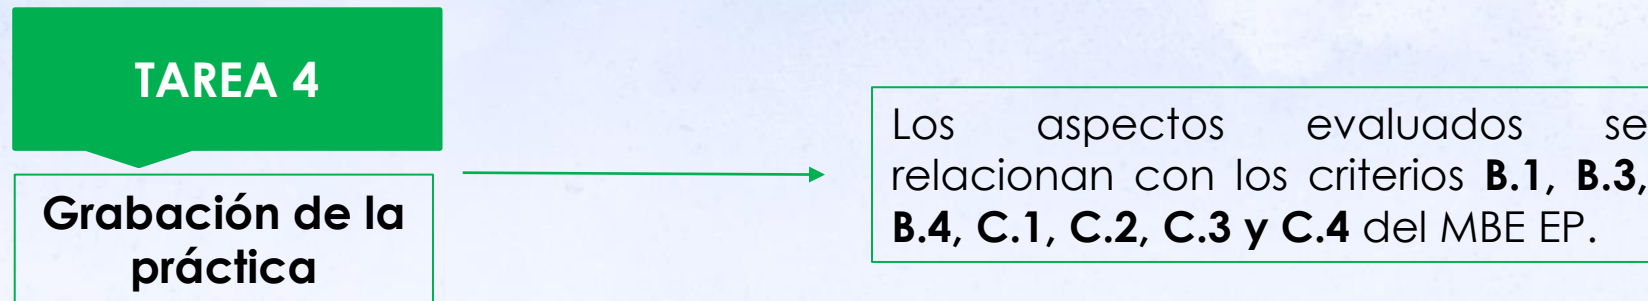 TAREA 4
Grabación de la
práctica
Los aspectos evaluados se
relacionan con los criterios B.1, B.3,
B.4, C.1, C.2, C.3 y C.4 del MBE EP.